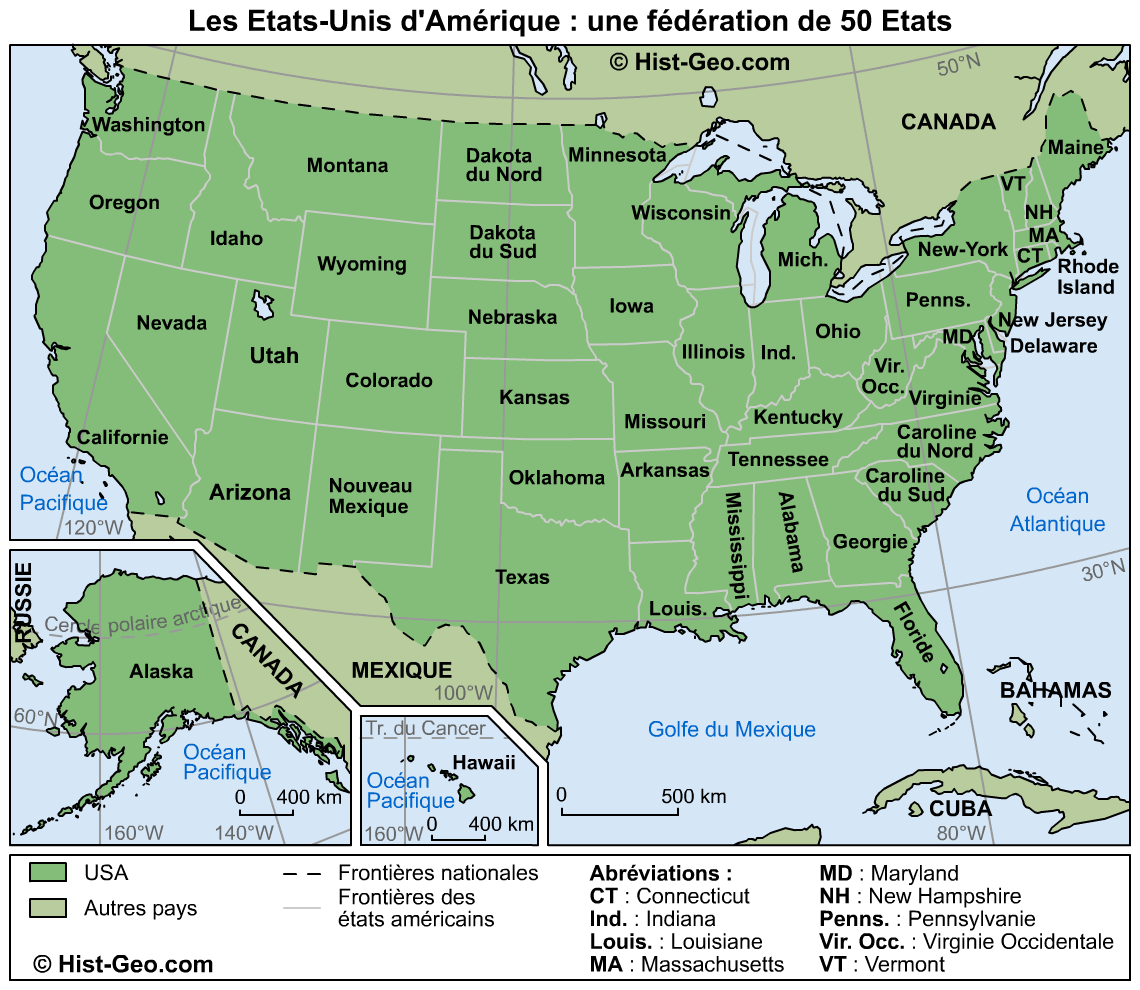 Les Etats-Unis d'Amérique : une fédération de 50 Etats
© Hist-Geo.com
50°N
CANADA
Washington
Montana
Dakota
du Nord
Minnesota
Maine
VT
Oregon
Idaho
Wyoming
Dakota
du Sud
Wisconsin
Mich.
New-York
NH
MA
CT
Rhode
Island
Nevada
Utah
Nebraska
Iowa
Penns.
New Jersey
Delaware
MD
Colorado
Kansas
Illinois
Ind.
Ohio
Vir.
Occ.
Virginie
Californie
Missouri
Kentucky
Caroline
du Nord
Océan
Pacifique
120°W
Arizona
Nouveau
Mexique
Oklahoma
Arkansas
Tennessee
Caroline
du Sud
Océan
Atlantique
Mississippi
Alabama
Georgie
30°N
Texas
Louis.
Floride
RUSSIE
Cercle polaire arctique
CANADA
Alaska
60°N
MEXIQUE
100°W
BAHAMAS
Golfe du Mexique
Océan
Pacifique
0 400 km
160°W
140°W
Tr. du Cancer
Hawaii
Océan
Pacifique
0 400 km
160°W
0 500 km
CUBA
80°W
USA
Autres pays
Frontières nationales
Frontières des
états américains
© Hist-Geo.com
Abréviations :
CT : Connecticut
Ind. : Indiana
Louis. : Louisiane
MA : Massachusetts
MD : Maryland
NH : New Hampshire
Penns. : Pennsylvanie
Vir. Occ. : Virginie Occidentale
VT : Vermont